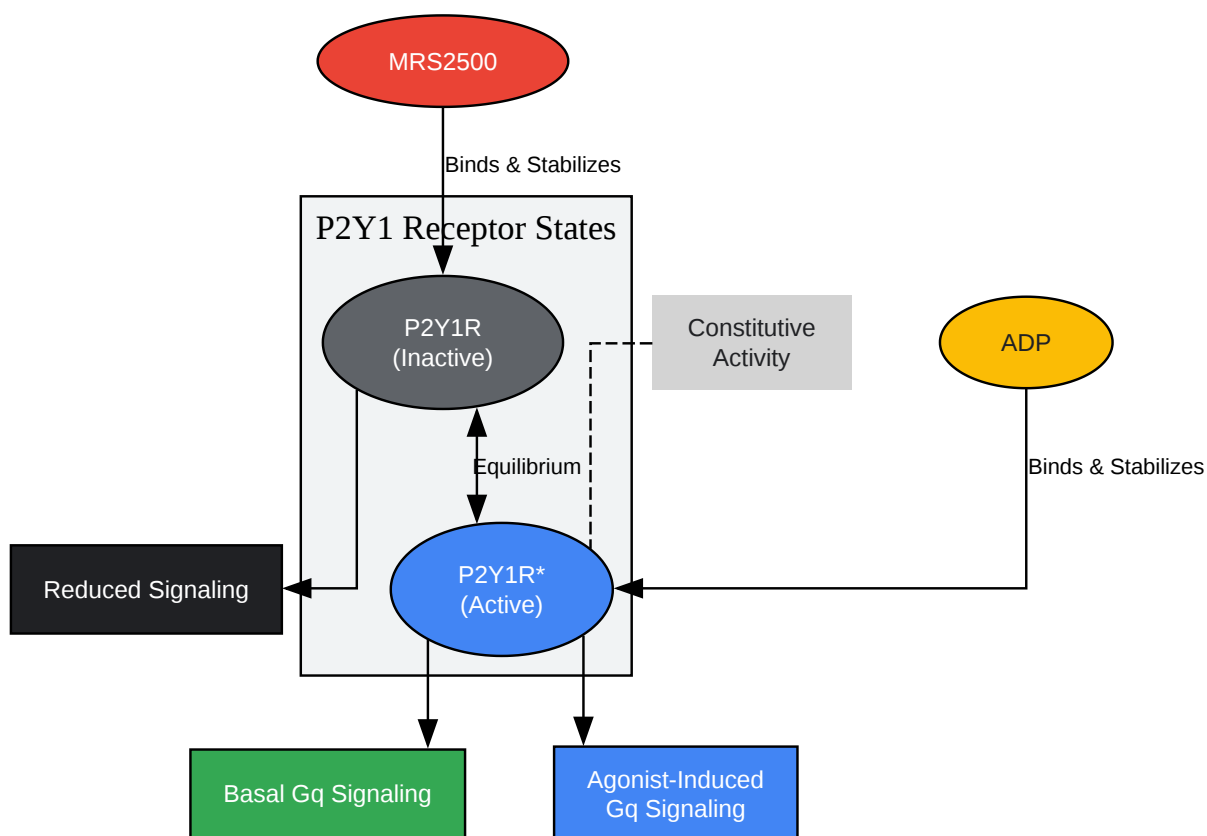 MRS2500
Binds & Stabilizes
P2Y1 Receptor States
P2Y1R
(Inactive)
Constitutive
Activity
ADP
Equilibrium
Binds & Stabilizes
Reduced Signaling
P2Y1R*
(Active)
Basal Gq Signaling
Agonist-Induced
Gq Signaling